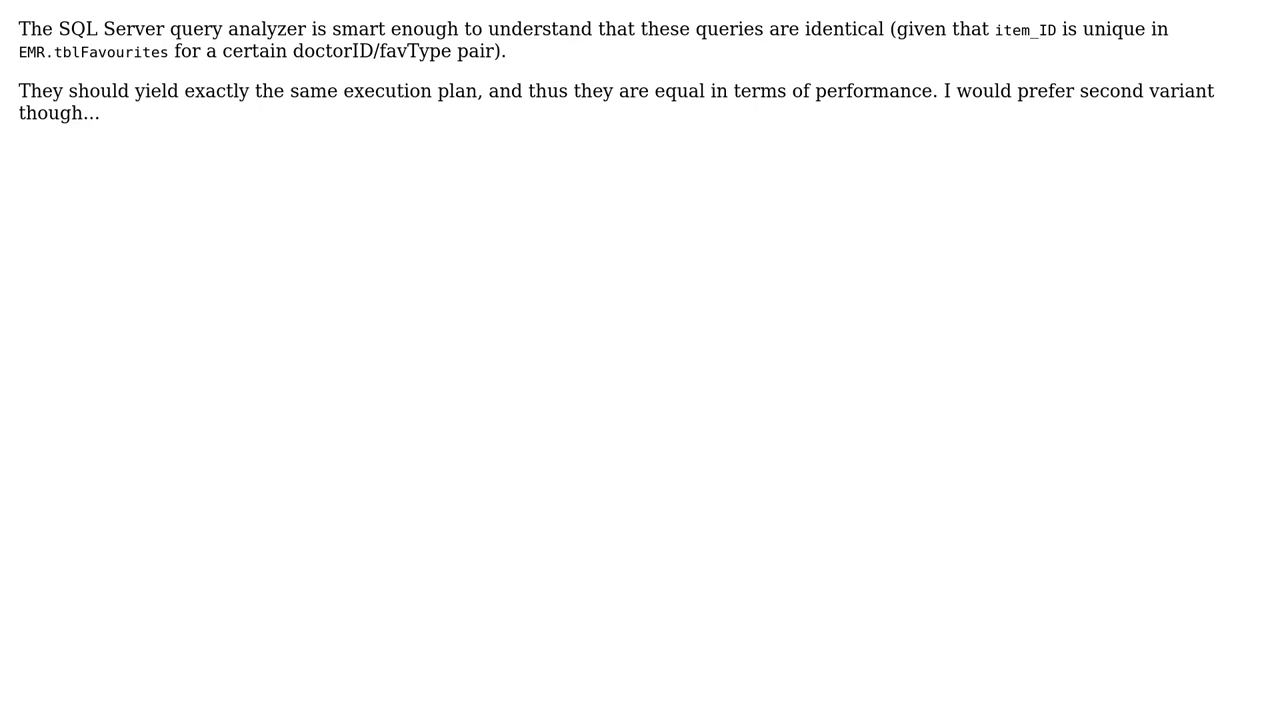 The SQL Server query analyzer is smart enough to understand that these queries are identical (given that item_ID is unique in
EMR.tblFavourites for a certain doctorID/favType pair).
They should yield exactly the same execution plan, and thus they are equal in terms of performance. I would prefer second variant
though...